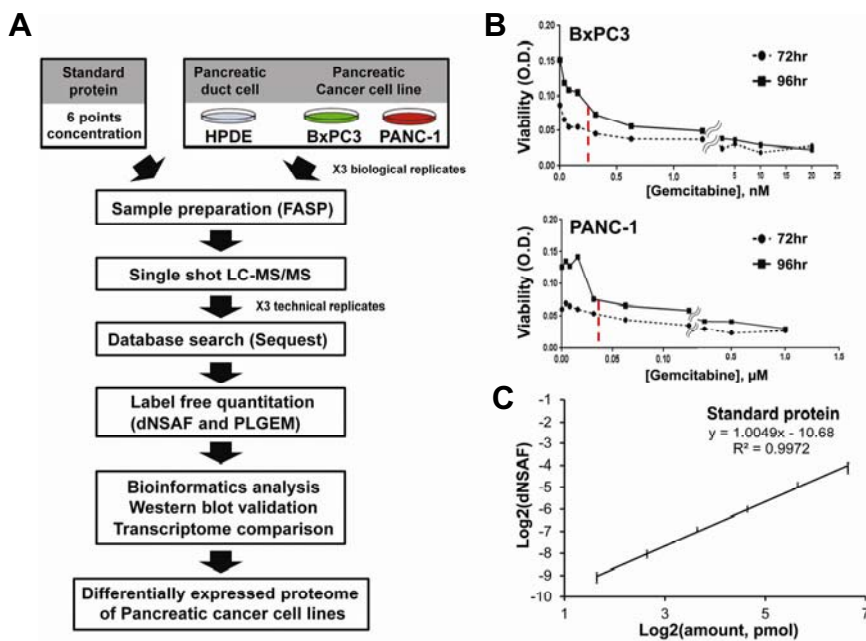 A
Standard
protein
6 points
concentration
Pancreatic
duct cell
Pancreatic
Cancer cell line
HPDE
BxPC3
PANC-1
X3 biological replicates
Sample preparation (FASP)
Single shot LC-MS/MS
X3 technical replicates
Database search (Sequest)
Label free quantitation
(dNSAF and PLGEM)
Bioinformatics analysis
Western blot validation
Transcriptome comparison
Differentially expressed proteome
of Pancreatic cancer cell lines
B
BxPC3
72hr
96hr
Viability (O.D.)
0.20
0.15
0.10
0.05
0.00
0.0
0.5
1.0
5
10
15
20
25
[Gemcitabine], nM
PANC-1
72hr
96hr
Viability (O.D.)
0.20
0.15
0.10
0.05
0.00
0.00
0.05
0.10
0.5
1.0
1.5
[Gemcitabine], µM
C
Standard protein
y = 1.0049x - 10.68
R² = 0.9972
Log2(dNSAF)
-1
-2
-3
-4
-5
-6
-7
-8
-9
-10
1
3
5
7
Log2(amount, pmol)